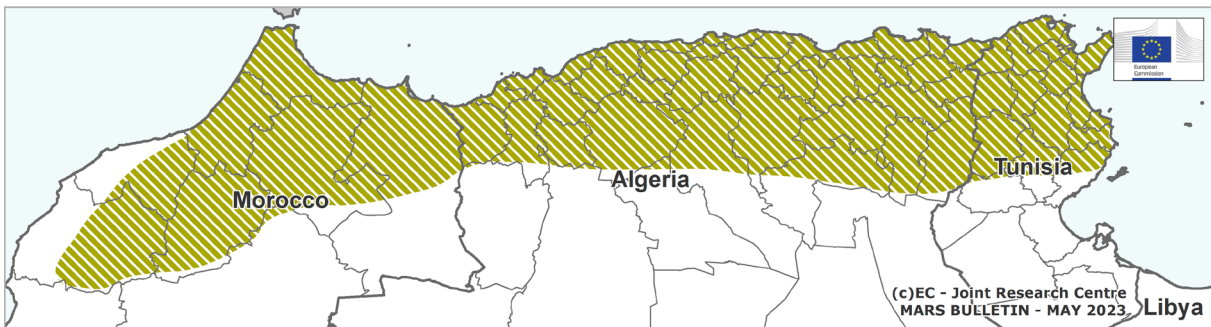 European
Commission
Tunisia
Algeria
Morocco
(c)EC - Joint Research Centre
MARS BULLETIN - MAY 2023
Libya